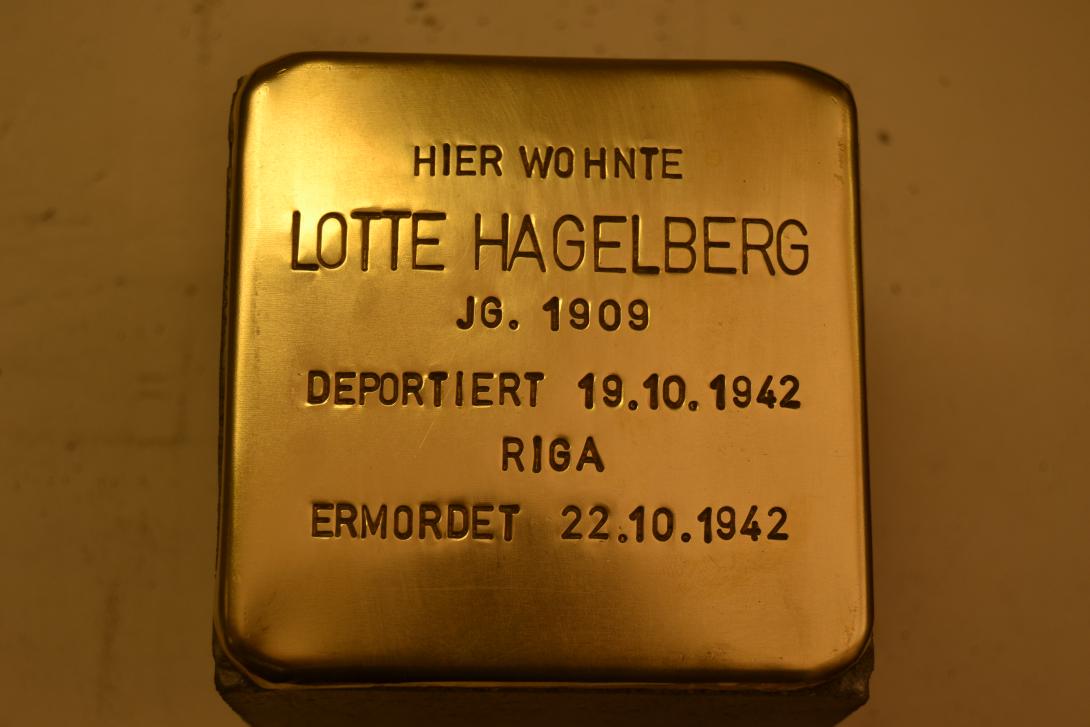 HIER WOHNTE
LOTTE HAGELBERG
JG. 1909
DEPORTIERT 19.10.1942
RIGA
ERMORDET 22.10.1942